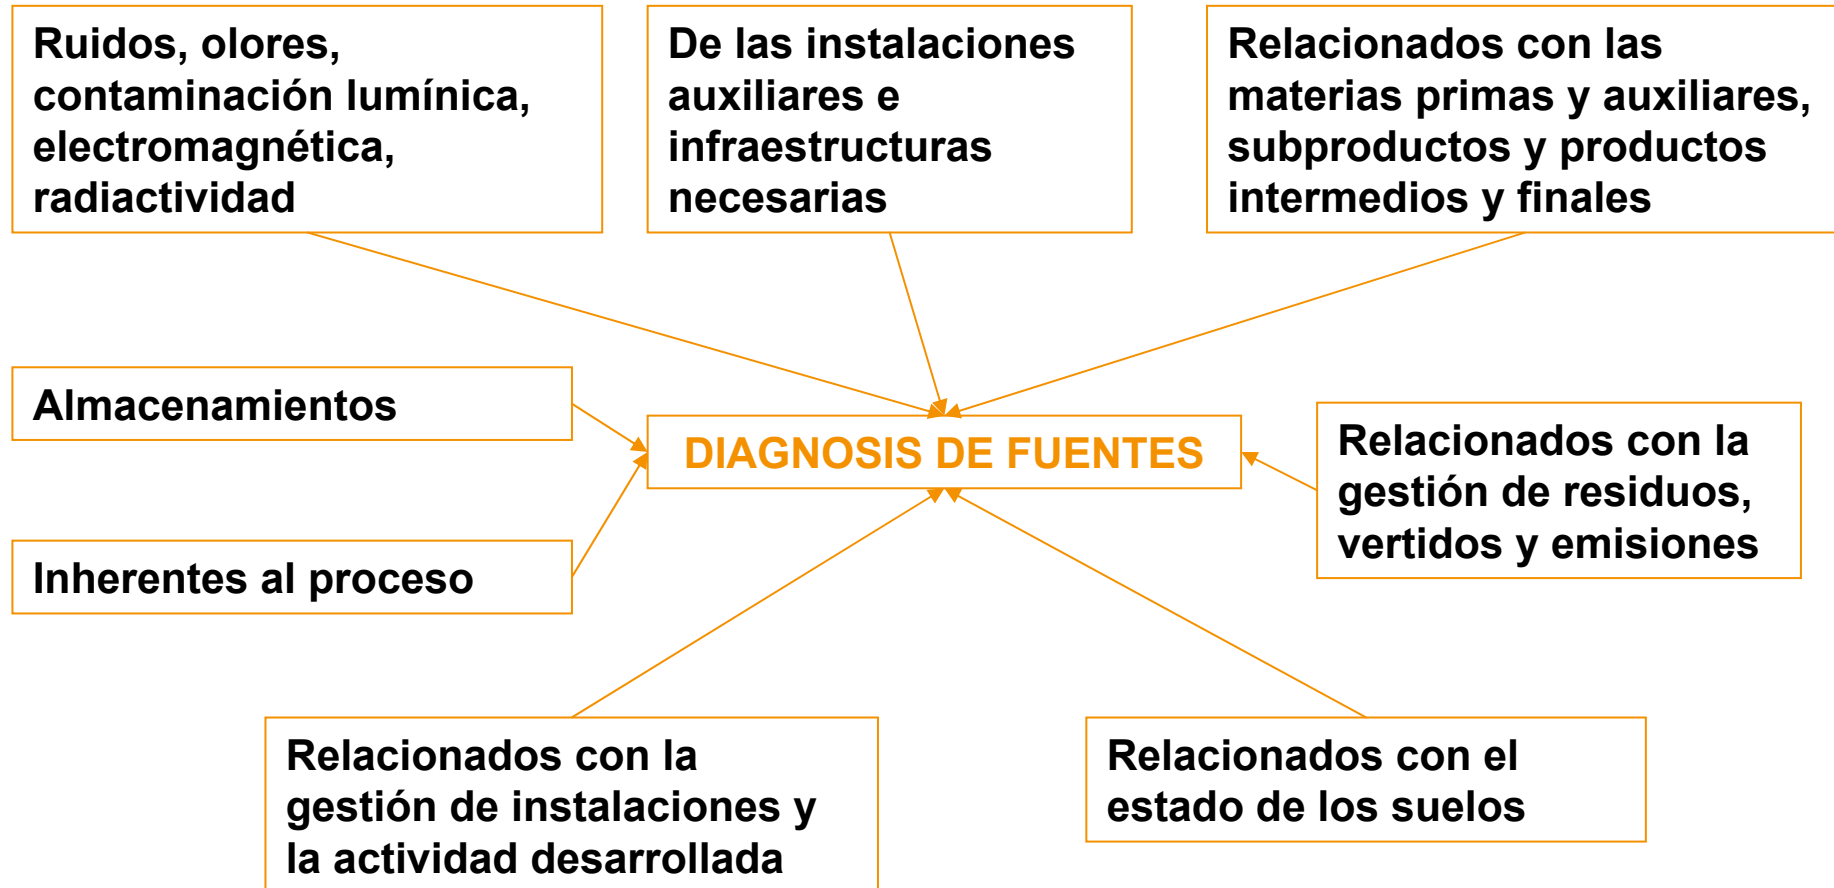 Ruidos, olores,
contaminación lumínica,
electromagnética,
radiactividad
De las instalaciones
auxiliares e
infraestructuras
necesarias
Relacionados con las
materias primas y auxiliares,
subproductos y productos
intermedios y finales
Almacenamientos
DIAGNOSIS DE FUENTES
Relacionados con la
gestión de residuos,
vertidos y emisiones
Inherentes al proceso
Relacionados con la
gestión de instalaciones y
la actividad desarrollada
Relacionados con el
estado de los suelos